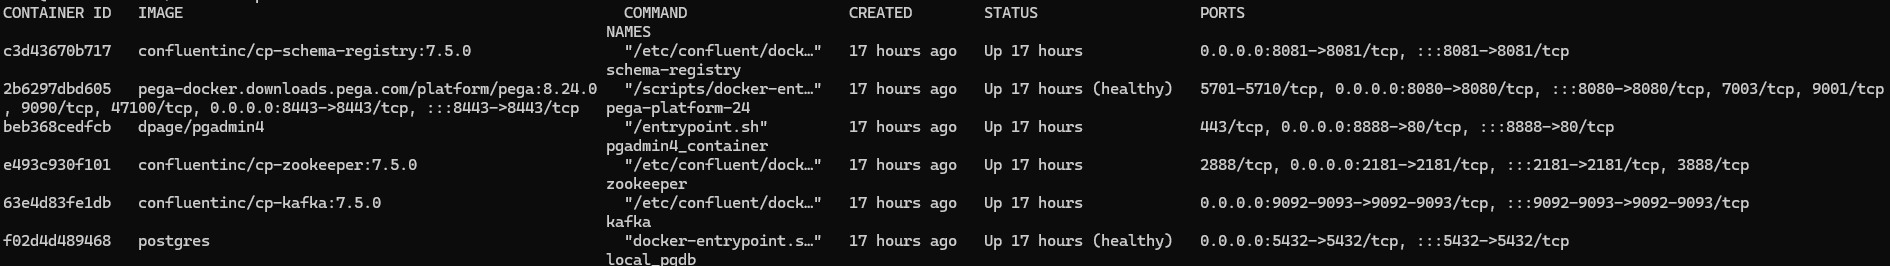 CONTAINER ID   IMAGE   COMMAND   CREATED   STATUS   PORTS
NAMES
c3d43670b717   confluentinc/cp-schema-registry:7.5.0   "/etc/confluent/dock…"   17 hours ago   Up 17 hours   0.0.0.0:8081->8081/tcp, :::8081->8081/tcp
schema-registry
2b6297dbd605   pega-docker.downloads.pega.com/platform/pega:8.24.0   "/scripts/docker-ent…"   17 hours ago   Up 17 hours (healthy)   5701-5710/tcp, 0.0.0.0:8080->8080/tcp, :::8080->8080/tcp, 7003/tcp, 9001/tcp
, 9090/tcp, 47100/tcp, 0.0.0.0:8443->8443/tcp, :::8443->8443/tcp   pega-platform-24
beb368cedfcb   dpage/pgadmin4   "/entrypoint.sh"   17 hours ago   Up 17 hours   443/tcp, 0.0.0.0:8888->80/tcp, :::8888->80/tcp
pgadmin4_container
e493c930f101   confluentinc/cp-zookeeper:7.5.0   "/etc/confluent/dock…"   17 hours ago   Up 17 hours   2888/tcp, 0.0.0.0:2181->2181/tcp, :::2181->2181/tcp, 3888/tcp
zookeeper
63e4d83fe1db   confluentinc/cp-kafka:7.5.0   "/etc/confluent/dock…"   17 hours ago   Up 17 hours   0.0.0.0:9092-9093->9092-9093/tcp, :::9092-9093->9092-9093/tcp
kafka
f02d4d489468   postgres   "docker-entrypoint.s…"   17 hours ago   Up 17 hours (healthy)   0.0.0.0:5432->5432/tcp, :::5432->5432/tcp
local_pgdb